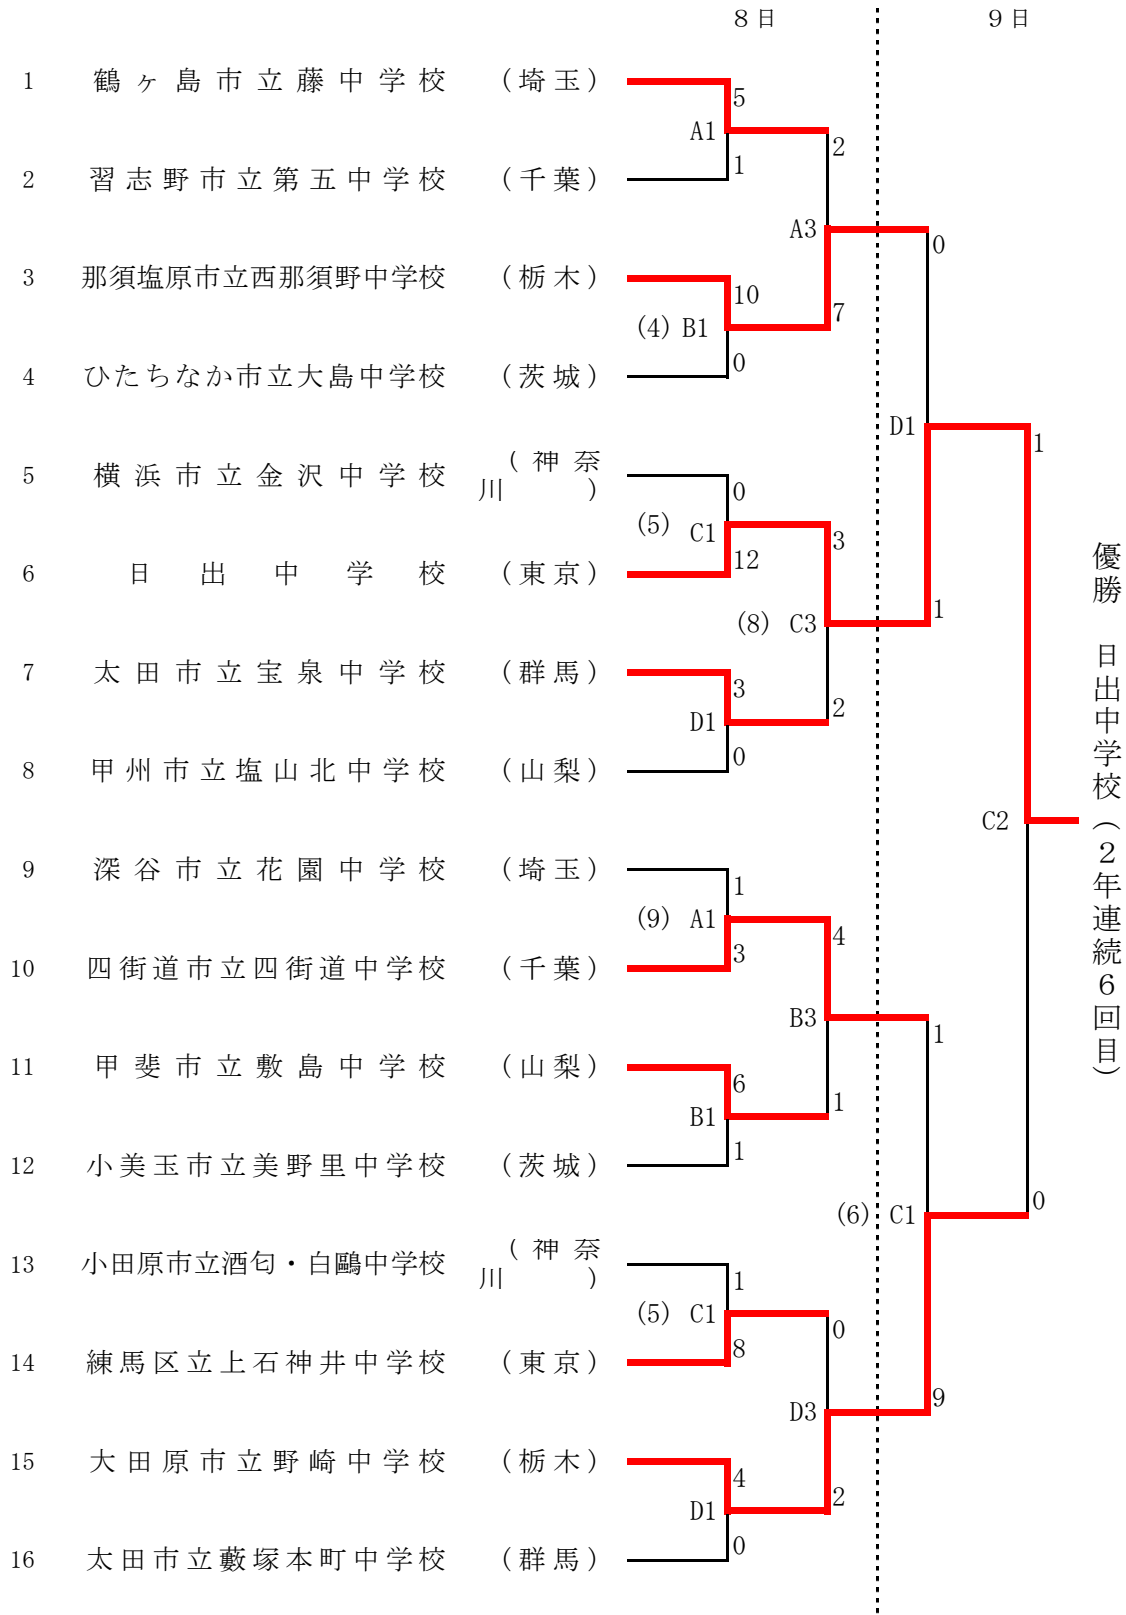 ８日 ９日
1 鶴ヶ島市立藤中学校 （埼玉）
5
A1
2
1
2 習志野市立第五中学校 （千葉）
A3
0
3 那須塩原市立西那須野中学校 （栃木）
10
7
(4) B1
0
4 ひたちなか市立大島中学校 （茨城）
D1
1
5 横浜市立金沢中学校 （神奈川）
0
(5) C1
3
12
6 日出中学校 （東京）
1
(8) C3
7 太田市立宝泉中学校 （群馬）
3
2
D1
0
8 甲州市立塩山北中学校 （山梨）
C2
優勝 日出中学校（２年連続６回目）
9 深谷市立花園中学校 （埼玉）
1
(9) A1
4
3
10 四街道市立四街道中学校 （千葉）
B3
1
11 甲斐市立敷島中学校 （山梨）
6
1
B1
1
12 小美玉市立美野里中学校 （茨城）
0
(6) C1
13 小田原市立酒匂・白鷗中学校 （神奈川）
1
(5) C1
0
8
14 練馬区立上石神井中学校 （東京）
9
D3
15 大田原市立野崎中学校 （栃木）
4
2
D1
0
16 太田市立藪塚本町中学校 （群馬）